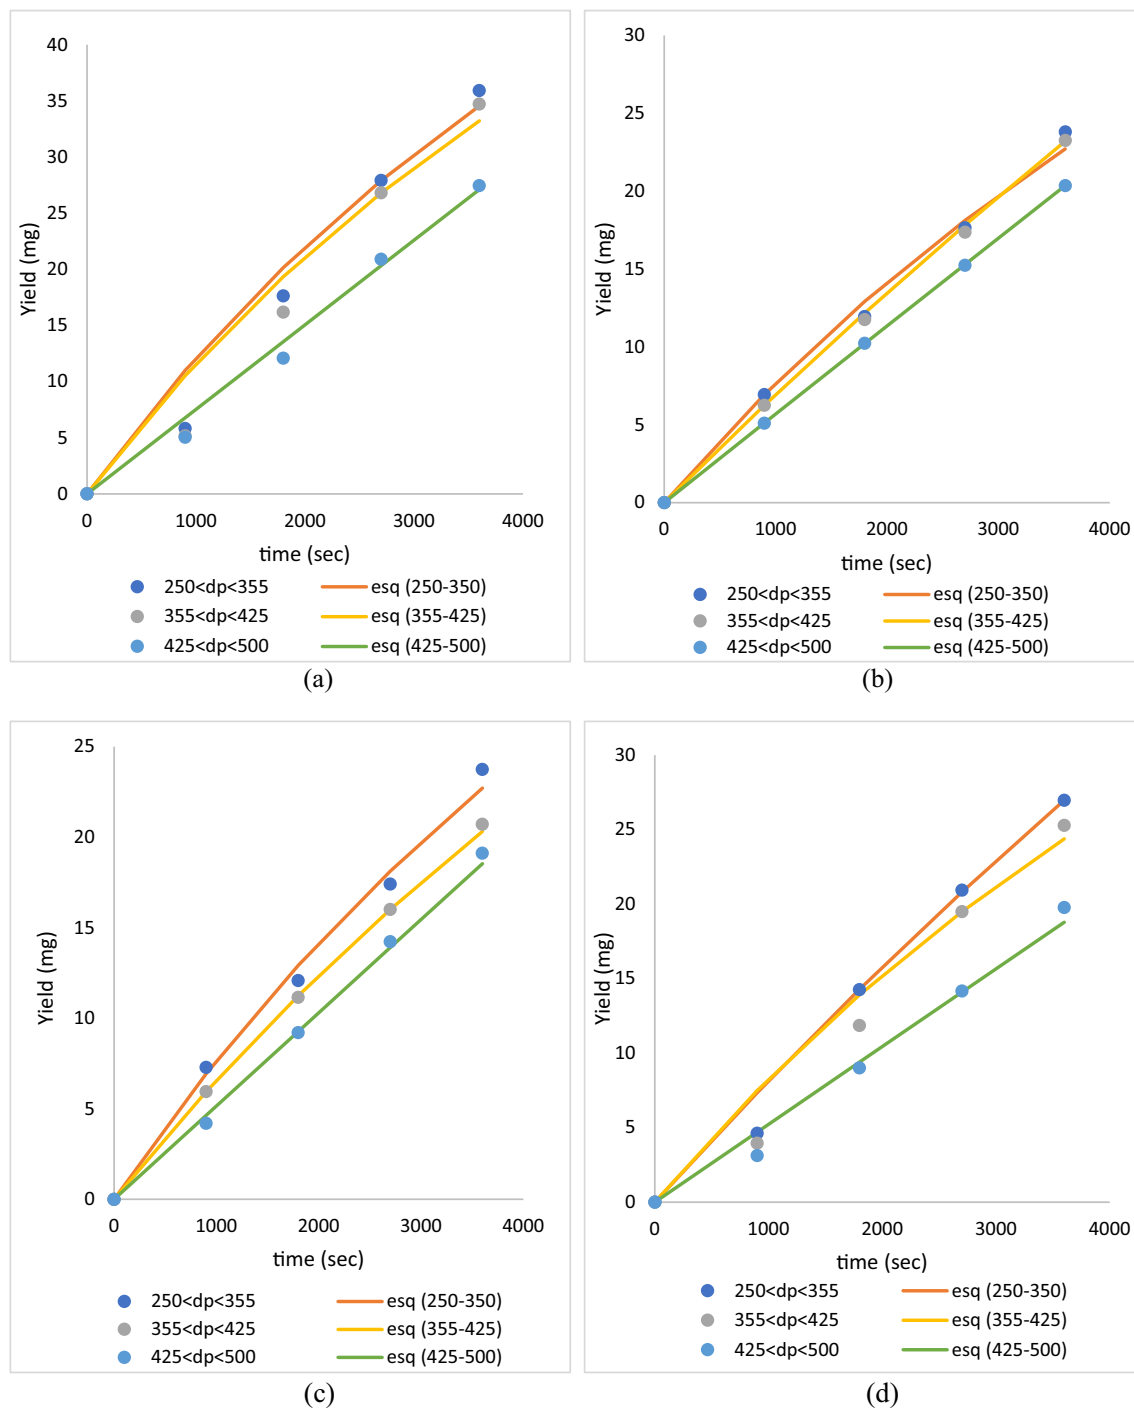 40
35
30
25
20
15
10
5
0
Yield (mg)
0 1000 2000 3000 4000
time (sec)
250<dp<355 esq (250-350)
355<dp<425 esq (355-425)
425<dp<500 esq (425-500)
(a)
30
25
20
15
10
5
0
Yield (mg)
0 1000 2000 3000 4000
time (sec)
250<dp<355 esq (250-350)
355<dp<425 esq (355-425)
425<dp<500 esq (425-500)
(b)
25
20
15
10
5
0
Yield (mg)
0 1000 2000 3000 4000
time (sec)
250<dp<355 esq (250-350)
355<dp<425 esq (355-425)
425<dp<500 esq (425-500)
(c)
30
25
20
15
10
5
0
Yield (mg)
0 1000 2000 3000 4000
time (sec)
250<dp<355 esq (250-350)
355<dp<425 esq (355-425)
425<dp<500 esq (425-500)
(d)